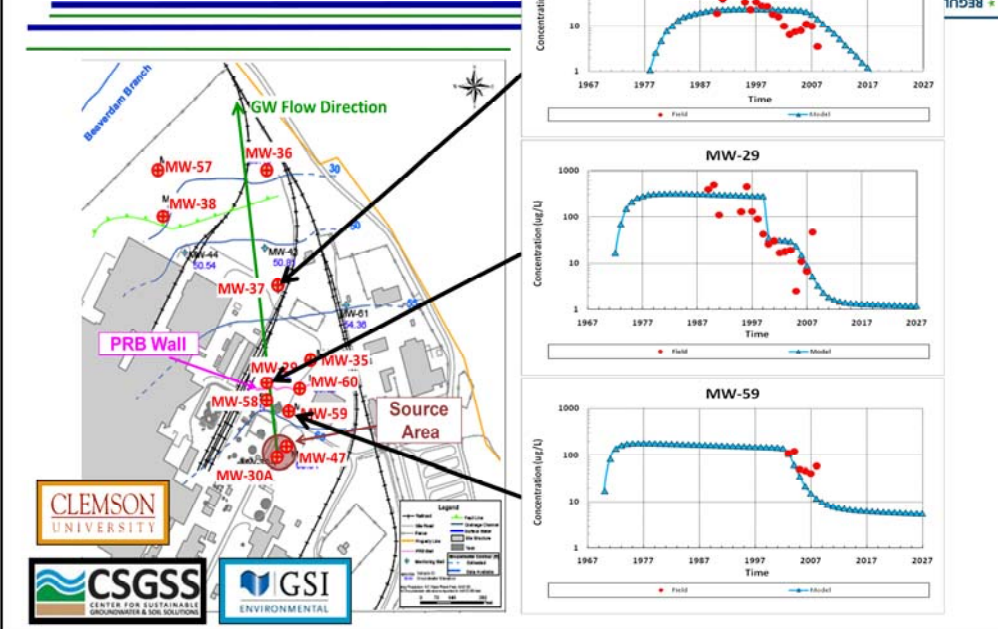 Beaverdam Branch
GW Flow Direction
MW-57
MW-36
30
MW-38
50
MW-44
50.54
MW-37
PRB Wall
MW-35
MW-29
MW-60
MW-58
MW-59
Source
Area
MW-47
MW-30A
Legend
CLEMSON
UNIVERSITY
CSGSS
CENTER FOR SUSTAINABLE
GROUNDWATER & SOIL SOLUTIONS
GSI
ENVIRONMENTAL
10
1
1967 1977 1987 1997 2007 2017 2027
Time
Field Model
MW-29
Concentration (ug/L)
1000
100
10
1
1967 1977 1987 1997 2007 2017 2027
Time
Field Model
MW-59
Concentration (ug/L)
1000
100
10
1
1967 1977 1987 1997 2007 2017 2027
Time
Field Model